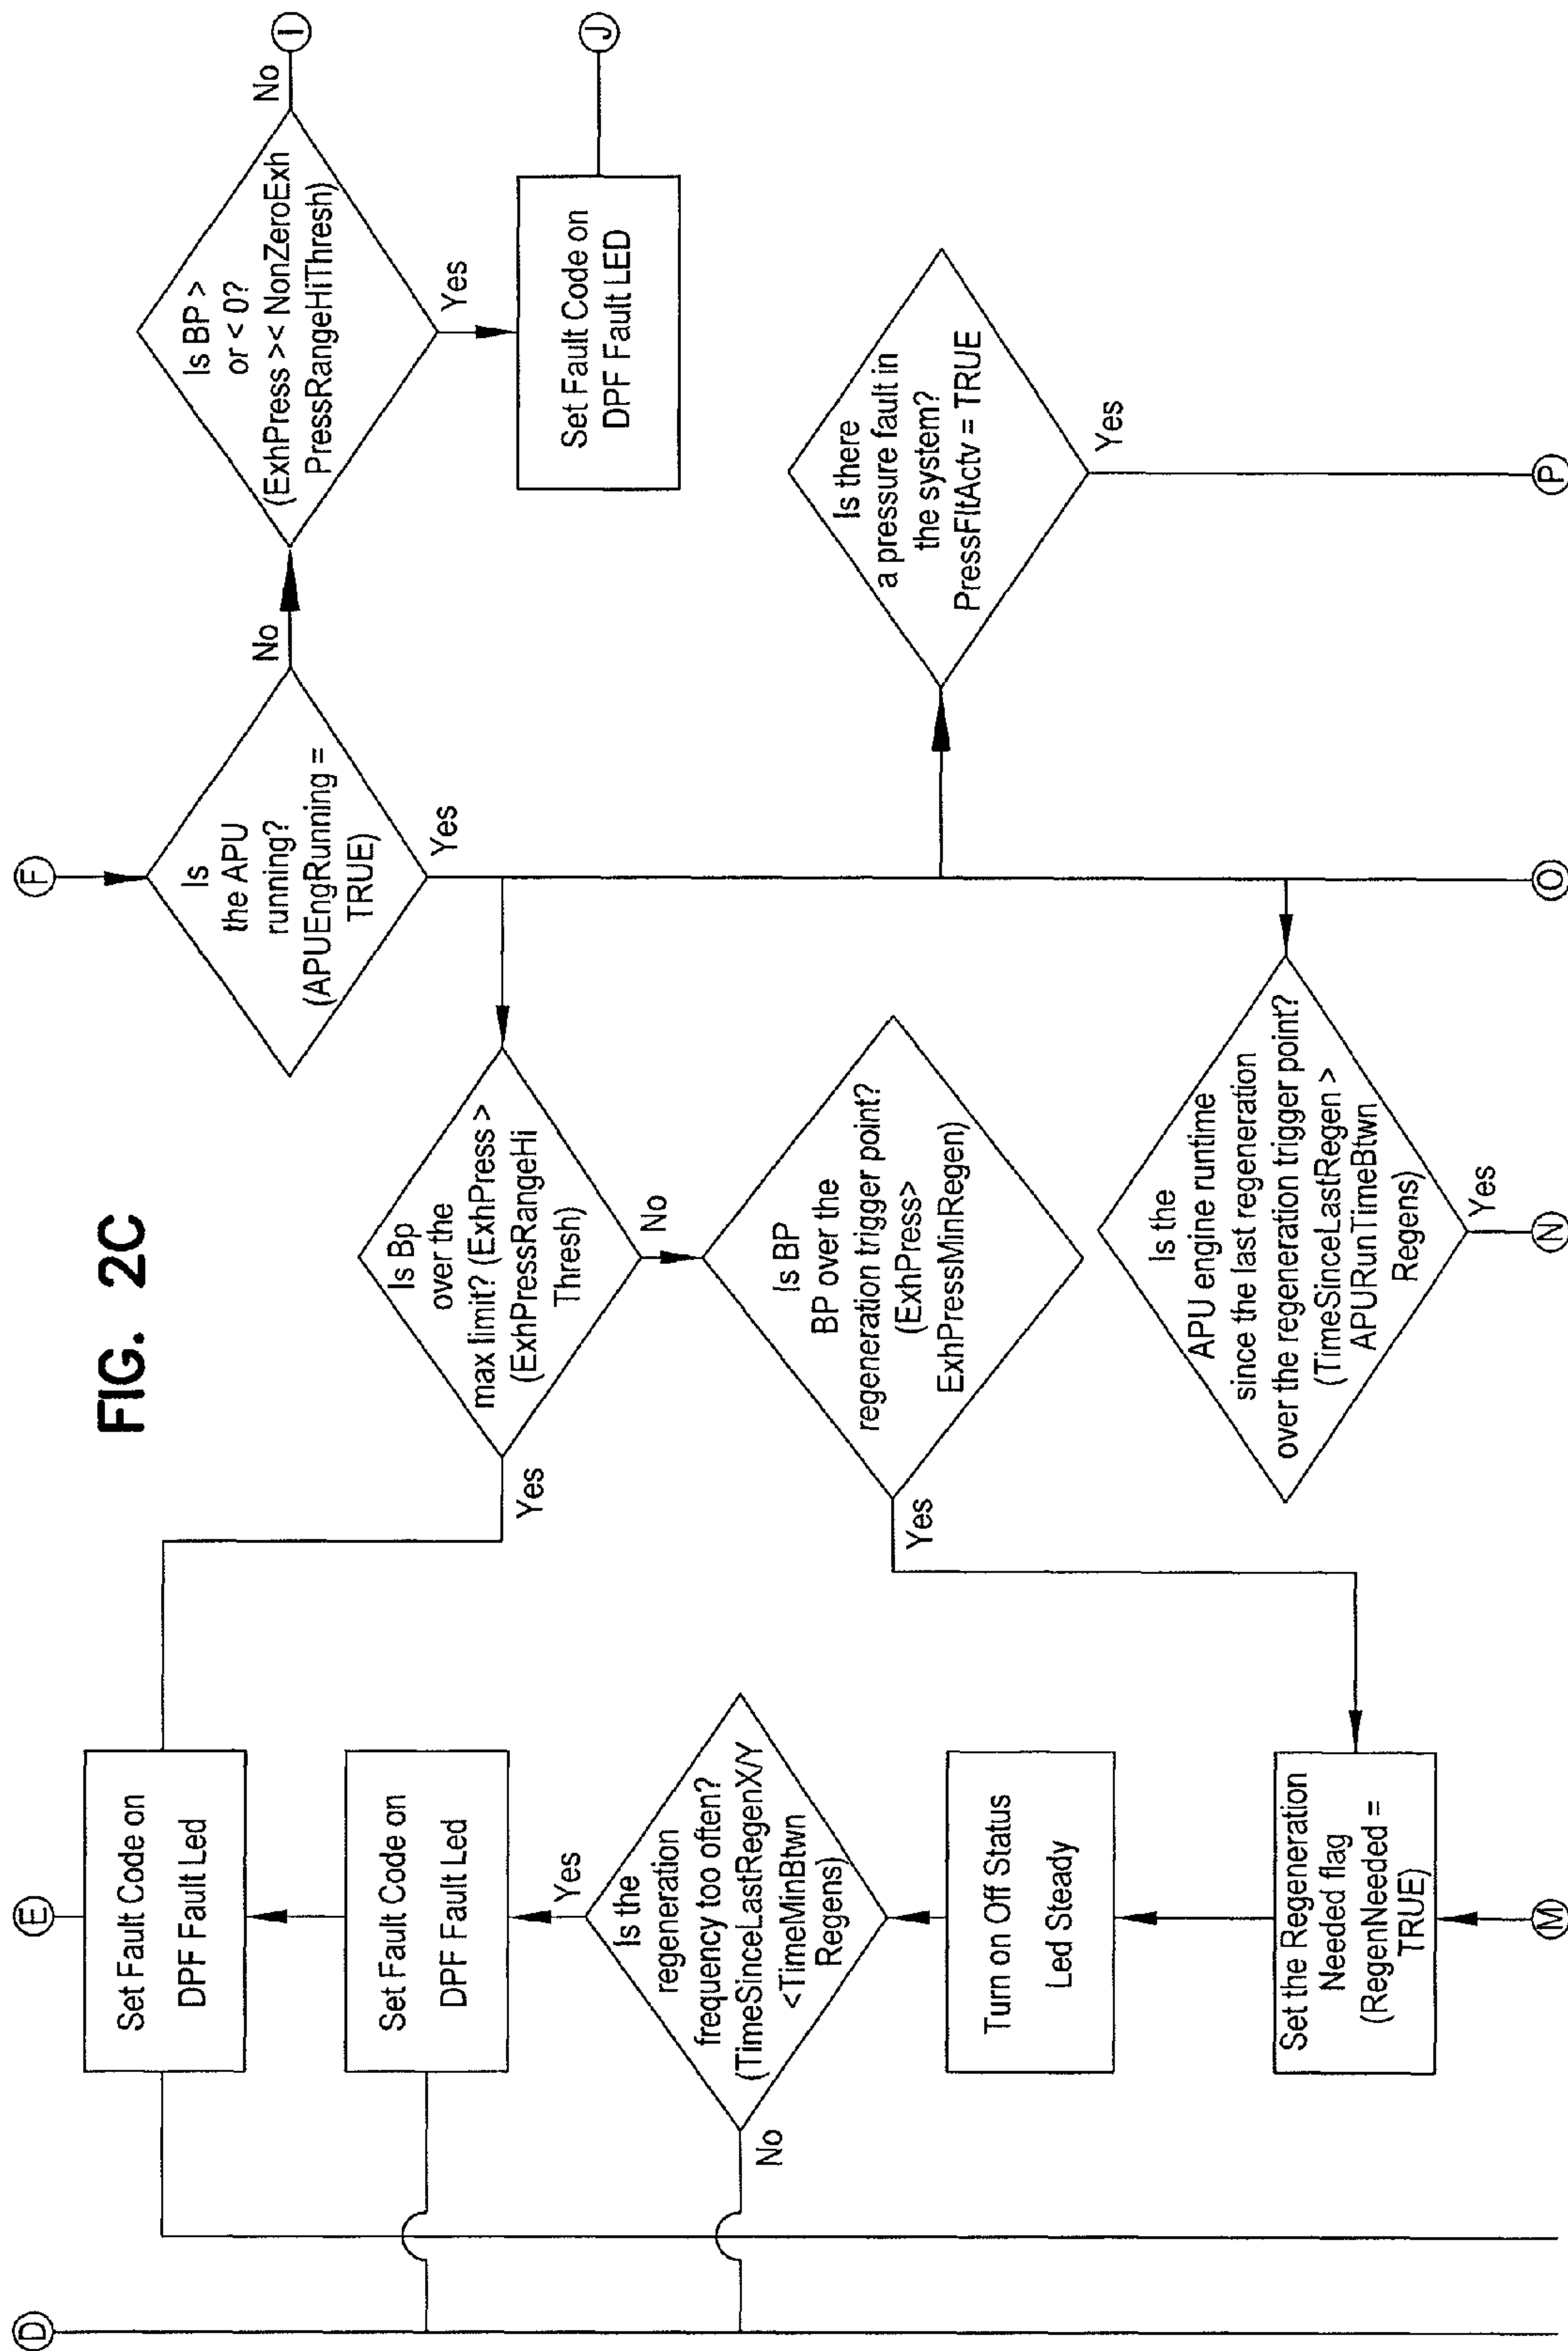 FIG. 2C
D
E
F
Set Fault Code on
DPF Fault Led
Set Fault Code on
DPF Fault Led
Yes
Is the
regeneration
frequency too often?
(TimeSinceLastRegenX/Y
<TimeMinBtwn
Regens)
No
Turn on Off Status
Led Steady
Set the Regeneration
Needed flag
(RegenNeeded =
TRUE)
M
Yes
Is Bp
over the
max limit? (ExhPress >
(ExhPressRangeHi
Thresh)
No
Is BP
BP over the
regeneration trigger point?
(ExhPress>
ExhPressMinRegen)
Yes
Is the
APU engine runtime
since the last regeneration
over the regeneration trigger point?
(TimeSinceLastRegen >
APURunTimeBtwn
Regens)
Yes
N
Is
the APU
running?
(APUEngRunning =
TRUE)
No
Yes
O
Is BP >
or < 0?
(ExhPress >< NonZeroExh
PressRangeHiThresh)
No
I
Yes
Set Fault Code on
DPF Fault LED
J
Is there
a pressure fault in
the system?
PressFltActv = TRUE
Yes
P